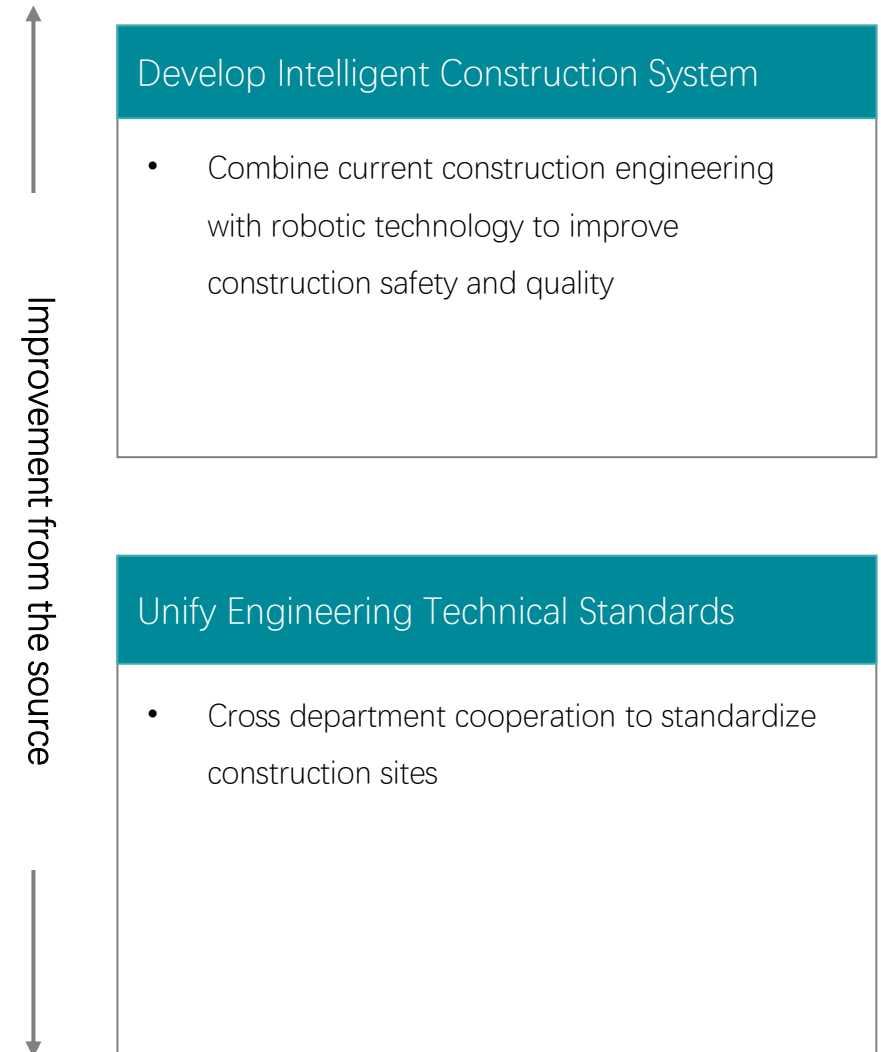 Develop Intelligent Construction System
• Combine current construction engineering
with robotic technology to improve
construction safety and quality
Improvement from the source
Unify Engineering Technical Standards
• Cross department cooperation to standardize
construction sites